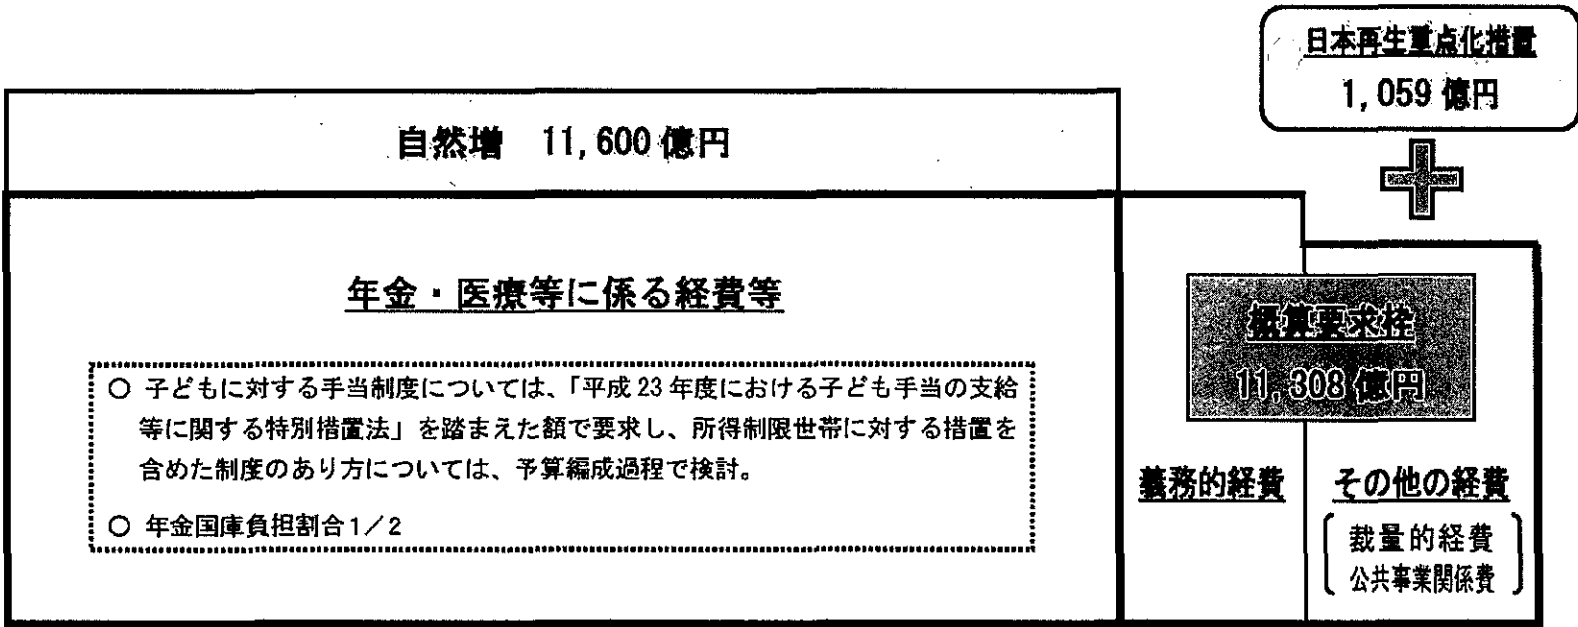 日本再生重点化措置
1,059 億円
自然増 11,600 億円
年金・医療等に係る経費等
○ 子どもに対する手当制度については、「平成 23 年度における子ども手当の支給
等に関する特別措置法」を踏まえた額で要求し、所得制限世帯に対する措置を
含めた制度のあり方については、予算編成過程で検討。
○ 年金国庫負担割合1/2
概算要求枠
11,308 億円
義務的経費
その他の経費
裁量的経費
公共事業関係費